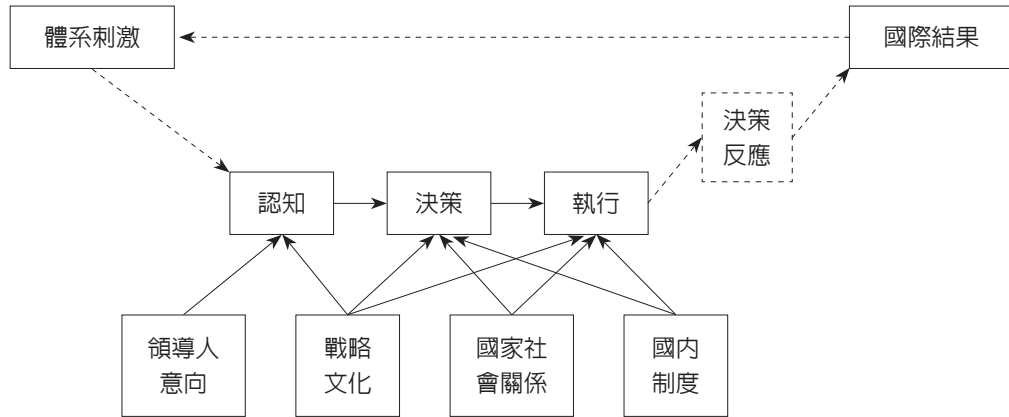 體系刺激
國際結果
決策
反應
認知
決策
執行
領導人
意向
戰略
文化
國家社
會關係
國內
制度